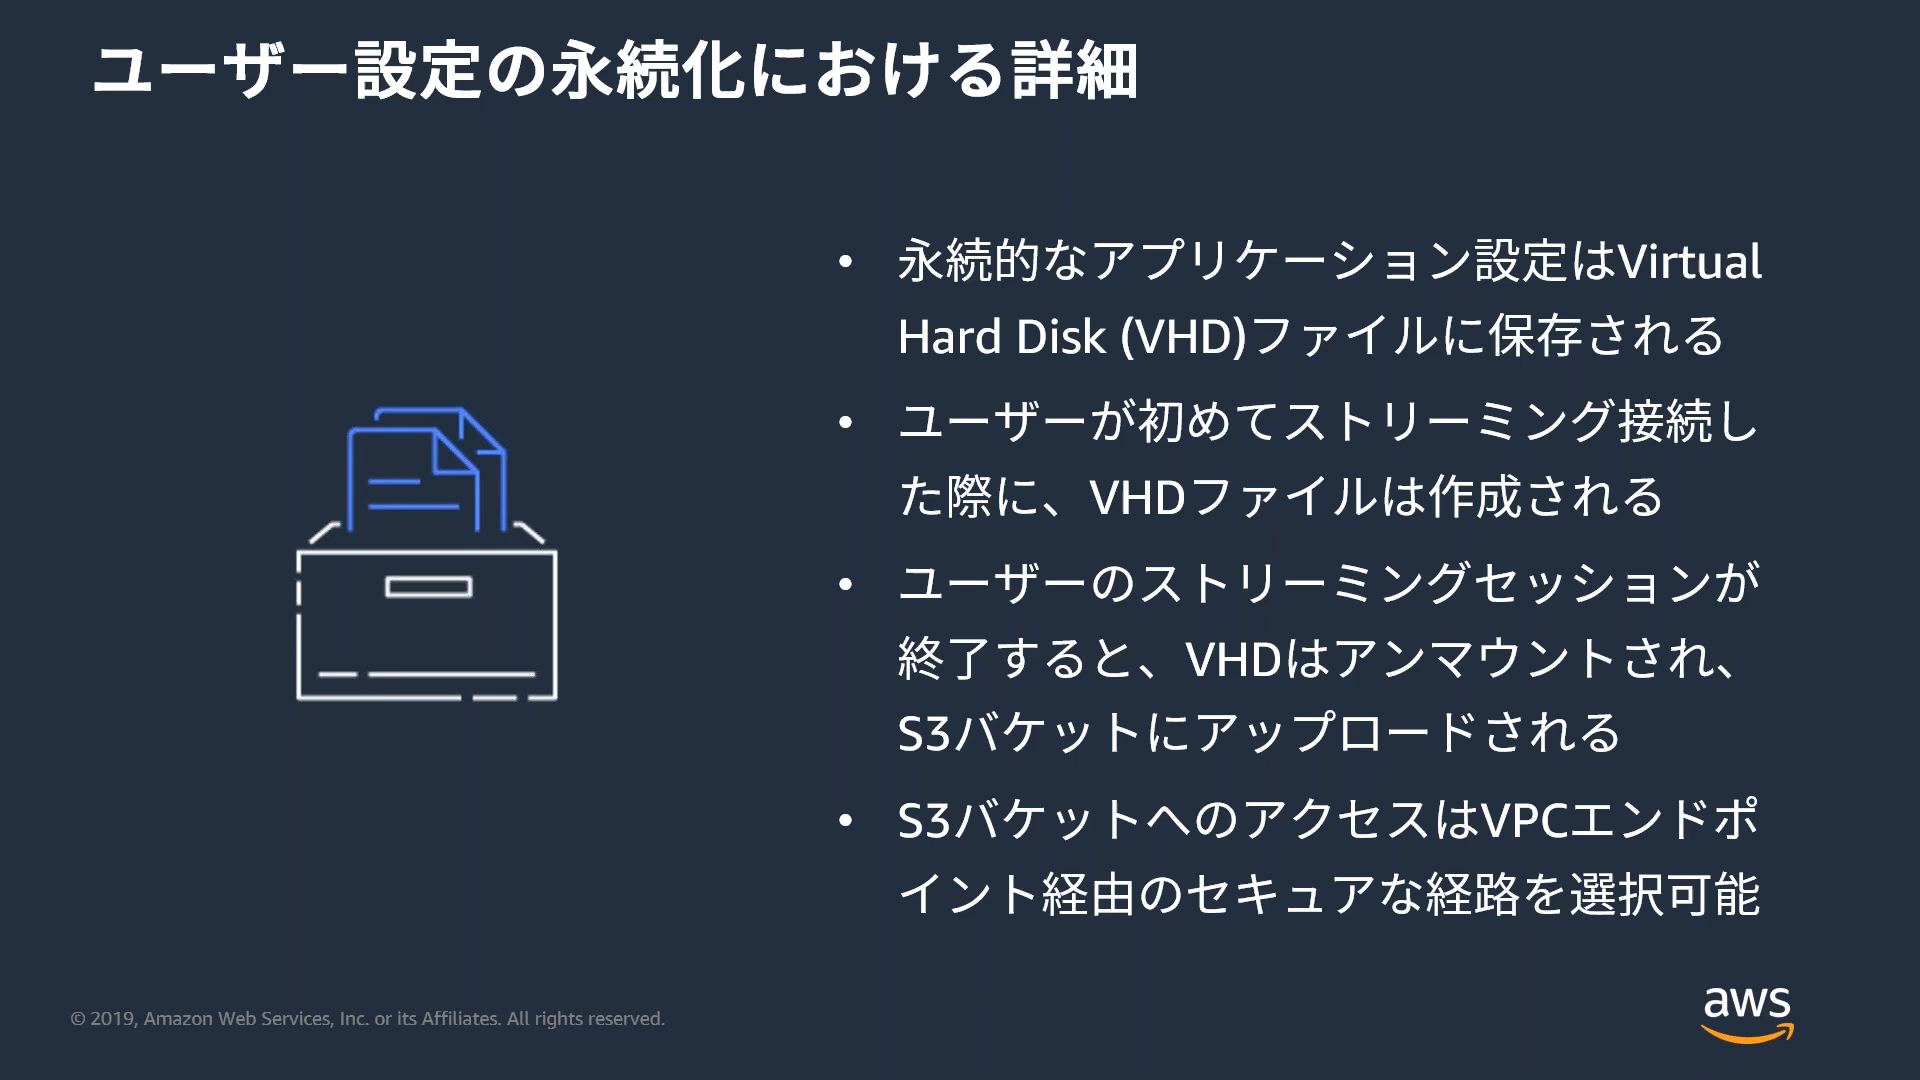 ユーザー設定の永続化における詳細
• 永続的なアプリケーション設定はVirtual
Hard Disk (VHD)ファイルに保存される
• ユーザーが初めてストリーミング接続し
た際に、VHDファイルは作成される
• ユーザーのストリーミングセッションが
終了すると、VHDはアンマウントされ、
S3バケットにアップロードされる
• S3バケットへのアクセスはVPCエンドポ
イント経由のセキュアな経路を選択可能
© 2019, Amazon Web Services, Inc. or its Affiliates. All rights reserved.
aws